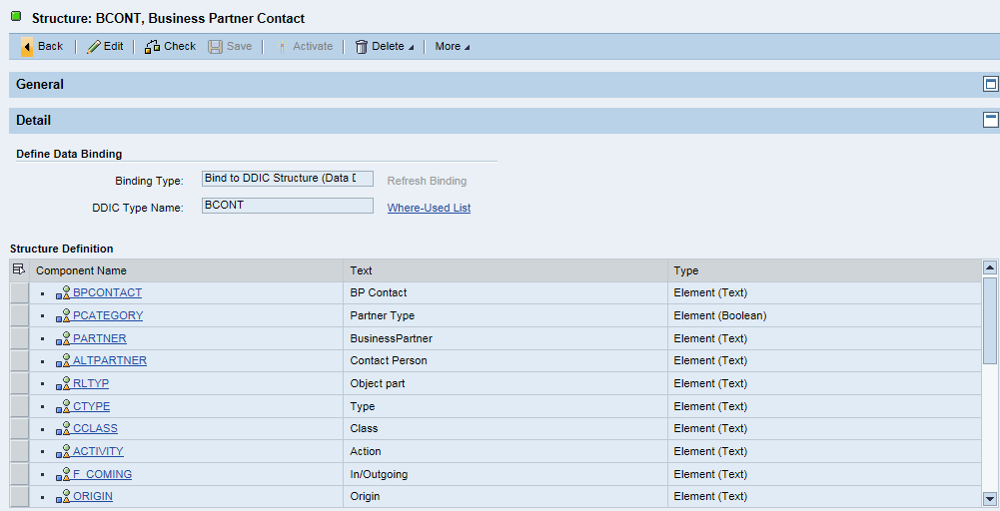 Structure: BCONT, Business Partner Contact
Back Edit Check Save Activate Delete More
General
Detail
Define Data Binding
Binding Type: Bind to DDIC Structure (Data D Refresh Binding
DDIC Type Name: BCONT Where-Used List
Structure Definition
Component Name Text Type
BPCONTACT BP Contact Element (Text)
PCATEGORY Partner Type Element (Boolean)
PARTNER BusinessPartner Element (Text)
ALTPARTNER Contact Person Element (Text)
RLTYP Object part Element (Text)
CTYPE Type Element (Text)
CCLASS Class Element (Text)
ACTIVITY Action Element (Text)
F_COMING In/Outgoing Element (Text)
ORIGIN Origin Element (Text)